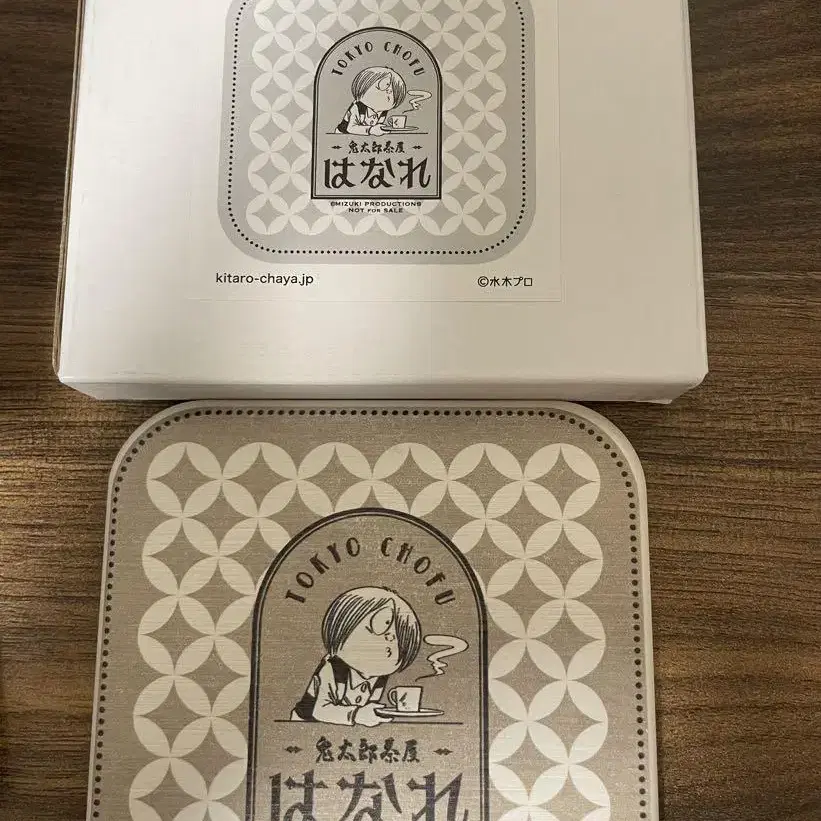 TOKYO CHOFU
鬼太郎茶屋
はなれ
©MIZUKI PRODUCTIONS
NOT FOR SALE
kitaro-chaya.jp
©水木プロ
TOKYO CHOFU
鬼太郎茶屋
はなれ